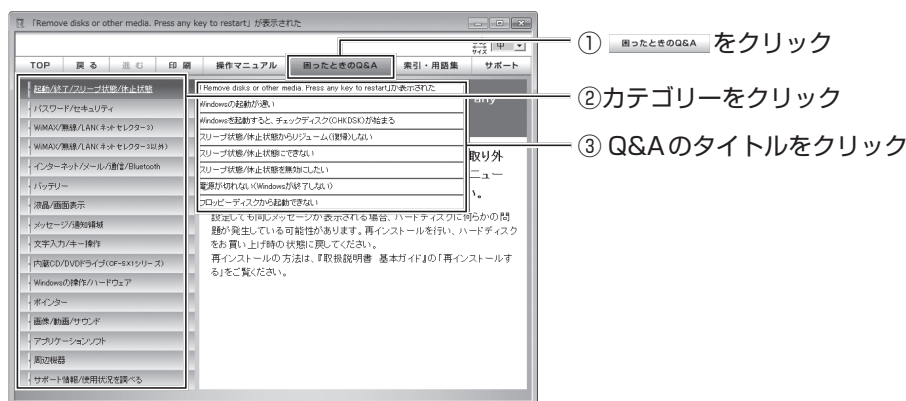 「Remove disks or other media. Press any key to restart」が表示された
サイズ 中
TOP 戻る 進む 印刷 操作マニュアル 困ったときのQ&A 索引・用語集 サポート
起動/終了/スリープ状態/休止状態
パスワード/セキュリティ
WiMAX/無線/LAN(ネットセレクター3)
WiMAX/無線/LAN(ネットセレクター3以外)
インターネット/メール/通信/Bluetooth
バッテリー
液晶/画面表示
メッセージ/通知領域
文字入力/キー操作
内蔵CD/DVDドライブ(CF-SX1シリーズ)
Windowsの操作/ハードウェア
ポインター
画像/動画/サウンド
アプリケーションソフト
周辺機器
サポート情報/使用状況を調べる
「Remove disks or other media. Press any key to restart」が表示された
Windowsの起動が遅い
Windowsを起動すると、チェックディスク(CHKDSK)が始まる
スリープ状態/休止状態からリジューム(復帰)しない
スリープ状態/休止状態にできない
スリープ状態/休止状態を無効にしたい
電源が切れない(Windowsが終了しない)
フロッピーディスクから起動できない
any
取り外
ニュー
い。
設定しても同じメッセージが表示される場合、ハードディスクに何らかの問
題が発生している可能性があります。再インストールを行い、ハードディスク
をお買い上げ時の状態に戻してください。
再インストールの方法は、『取扱説明書 基本ガイド』の「再インストールす
る」をご覧ください。
① 困ったときのQ&A をクリック
②カテゴリーをクリック
③ Q&Aのタイトルをクリック